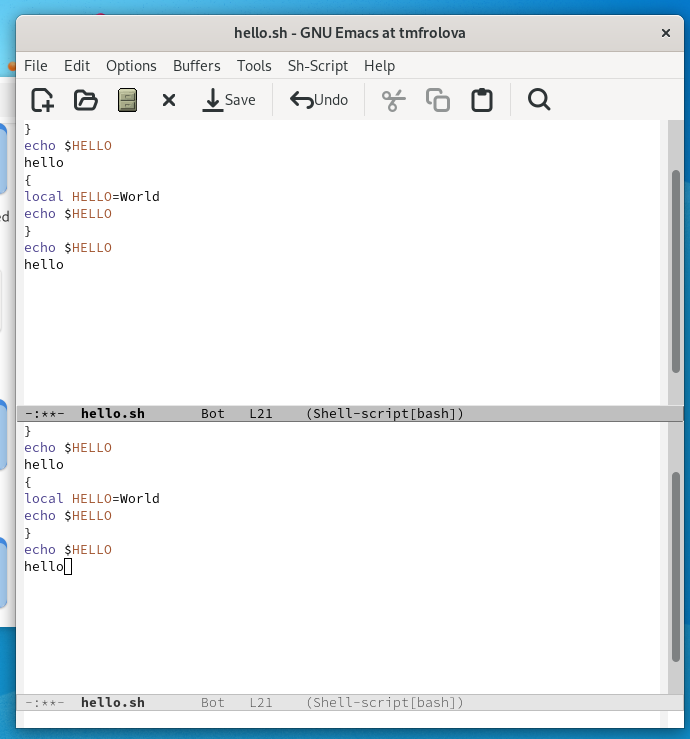 hello.sh - GNU Emacs at tmfrolova
File Edit Options Buffers Tools Sh-Script Help
Save Undo
}
echo $HELLO
hello
{
local HELLO=World
echo $HELLO
}
echo $HELLO
hello
-:**- hello.sh Bot L21 (Shell-script[bash])
}
echo $HELLO
hello
{
local HELLO=World
echo $HELLO
}
echo $HELLO
hello
-:**- hello.sh Bot L21 (Shell-script[bash])
ed